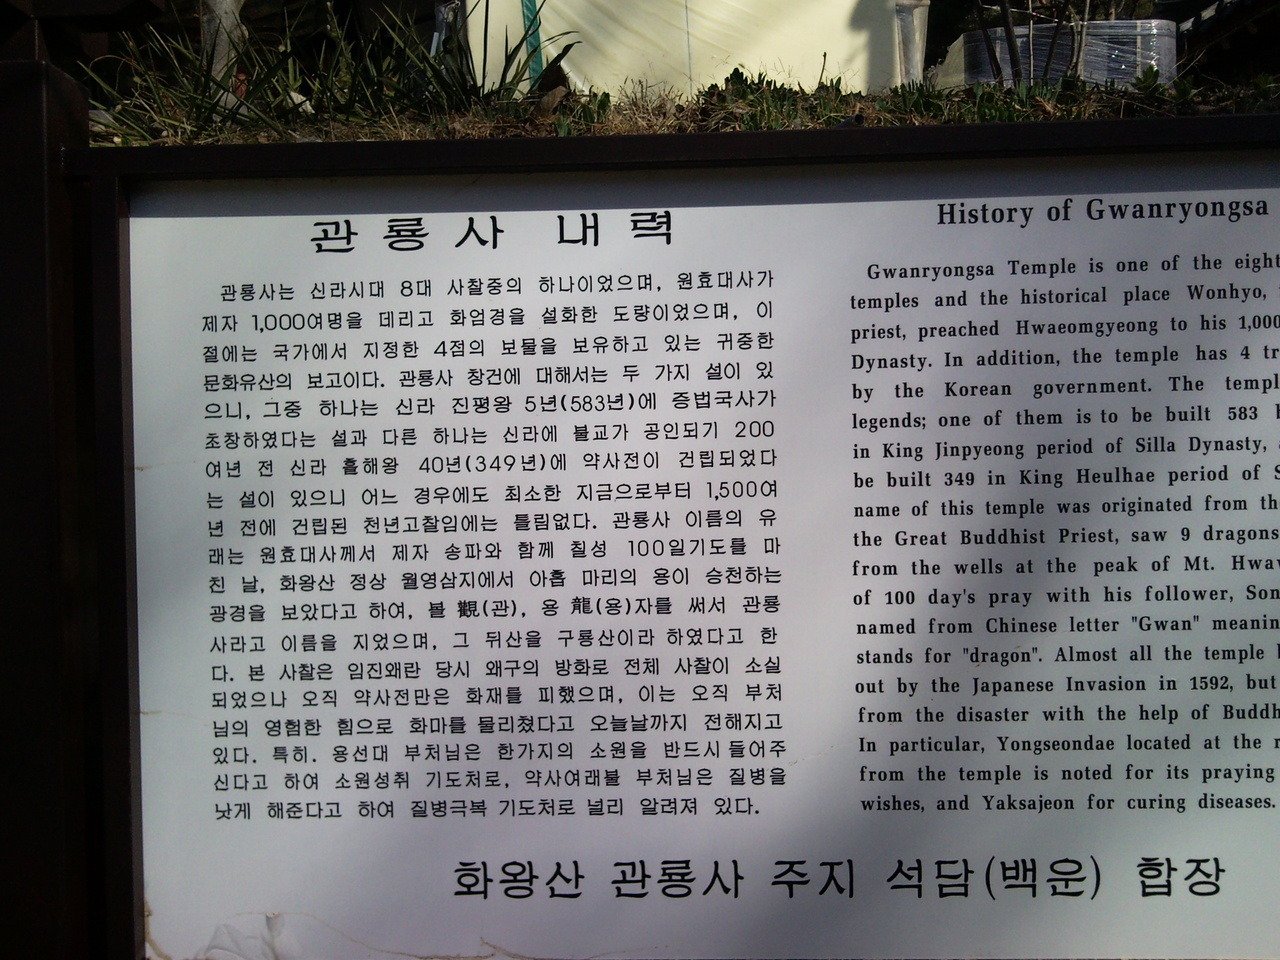 관룡사 내력
관룡사는 신라시대 8대 사찰중의 하나이었으며, 원효대사가
제자 1,000여명을 데리고 화엄경을 설화한 도량이었으며, 이
절에는 국가에서 지정한 4점의 보물을 보유하고 있는 귀중한
문화유산의 보고이다. 관룡사 창건에 대해서는 두 가지 설이 있
으니, 그중 하나는 신라 진평왕 5년(583년)에 증법국사가
초창하였다는 설과 다른 하나는 신라에 불교가 공인되기 200
여년 전 신라 흘해왕 40년(349년)에 약사전이 건립되었다
는 설이 있으니 어느 경우에도 최소한 지금으로부터 1,500여
년 전에 건립된 천년고찰임에는 틀림없다. 관룡사 이름의 유
래는 원효대사께서 제자 송파와 함께 칠성 100일기도를 마
친 날, 화왕산 정상 월영삼지에서 아홉 마리의 용이 승천하는
광경을 보았다고 하여, 볼 觀(관), 용 龍(용)자를 써서 관룡
사라고 이름을 지었으며, 그 뒤산을 구룡산이라 하였다고 한
다. 본 사찰은 임진왜란 당시 왜구의 방화로 전체 사찰이 소실
되었으나 오직 약사전만은 화재를 피했으며, 이는 오직 부처
님의 영험한 힘으로 화마를 물리쳤다고 오늘날까지 전해지고
있다. 특히. 용선대 부처님은 한가지의 소원을 반드시 들어주
신다고 하여 소원성취 기도처로, 약사여래불 부처님은 질병을
낫게 해준다고 하여 질병극복 기도처로 널리 알려져 있다.
History of Gwanryongsa
Gwanryongsa Temple is one of the eight
temples and the historical place Wonhyo,
priest, preached Hwaeomgyeong to his 1,000
Dynasty. In addition, the temple has 4 tr
by the Korean government. The templ
legends; one of them is to be built 583
in King Jinpyeong period of Silla Dynasty,
be built 349 in King Heulhae period of S
name of this temple was originated from th
the Great Buddhist Priest, saw 9 dragons
from the wells at the peak of Mt. Hwa
of 100 day's pray with his follower, Son
named from Chinese letter "Gwan" meanin
stands for "dragon". Almost all the temple
out by the Japanese Invasion in 1592, but
from the disaster with the help of Buddh
In particular, Yongseondae located at the
from the temple is noted for its praying
wishes, and Yaksajeon for curing diseases.
화왕산 관룡사 주지 석담(백운) 합장